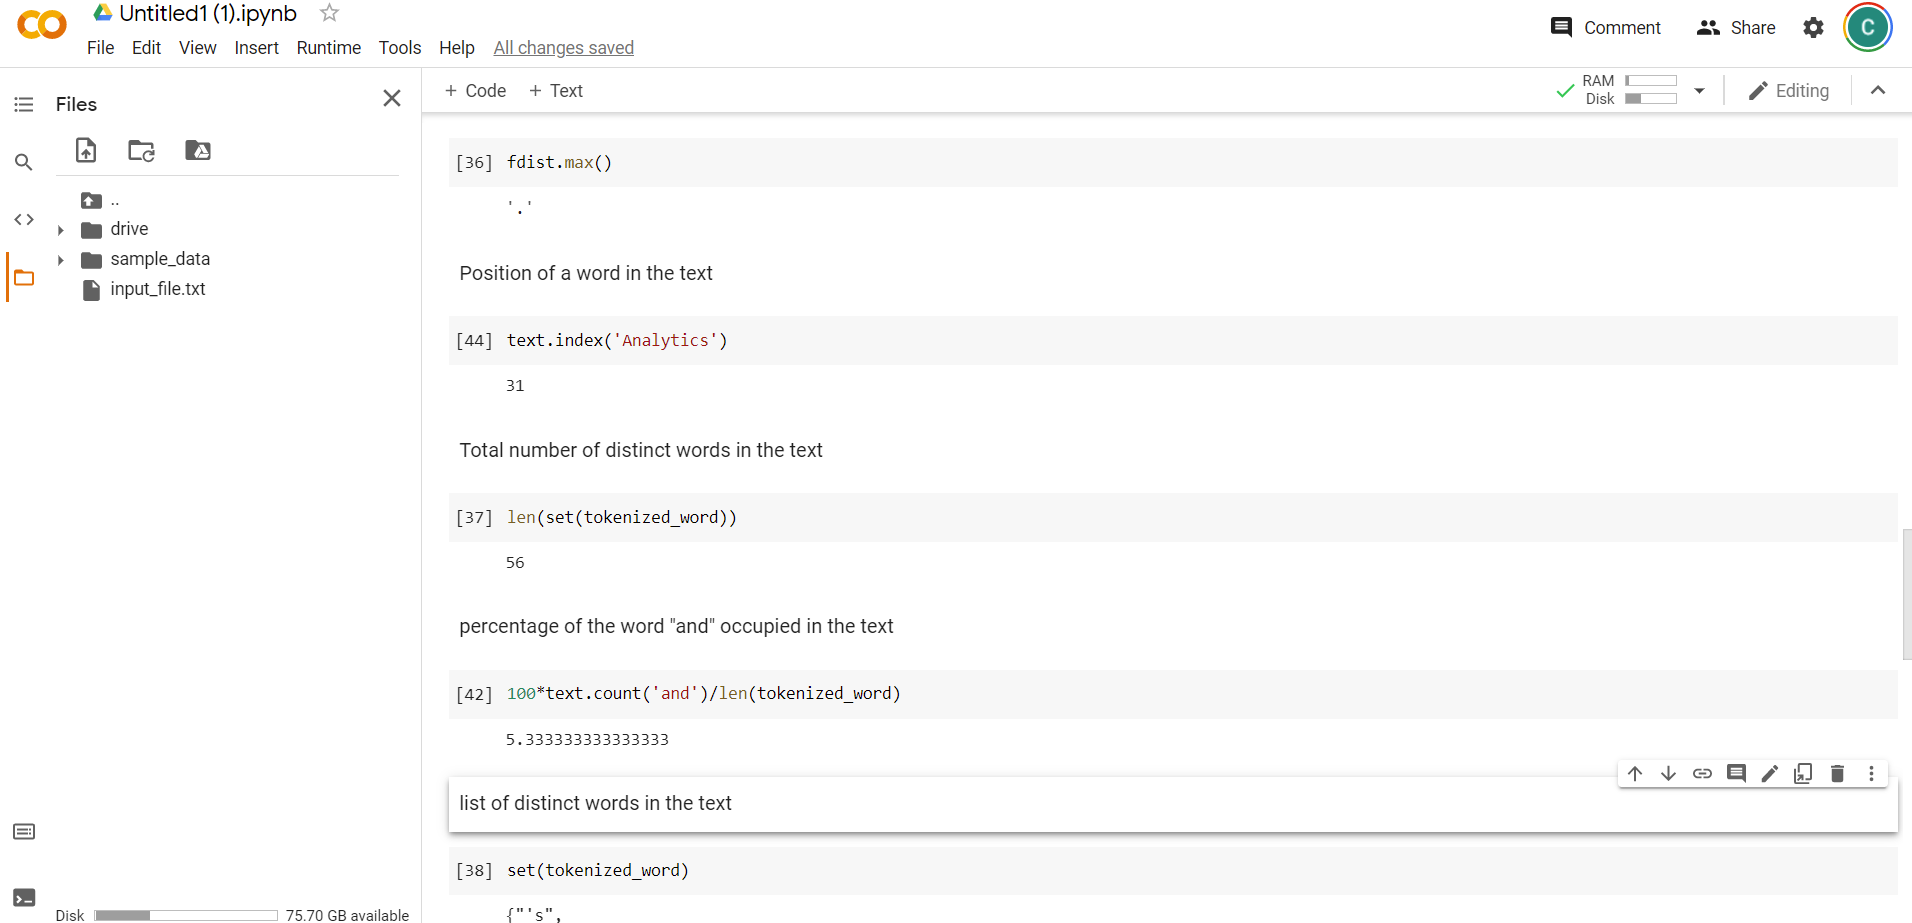 Untitled1 (1).ipynb
File Edit View Insert Runtime Tools Help All changes saved
Comment Share C
Files
+ Code + Text
RAM
Disk
Editing
..
drive
sample_data
input_file.txt
[36] fdist.max()
'.'
Position of a word in the text
[44] text.index('Analytics')
31
Total number of distinct words in the text
[37] len(set(tokenized_word))
56
percentage of the word "and" occupied in the text
[42] 100*text.count('and')/len(tokenized_word)
5.333333333333333
list of distinct words in the text
[38] set(tokenized_word)
{"'s",
Disk 75.70 GB available